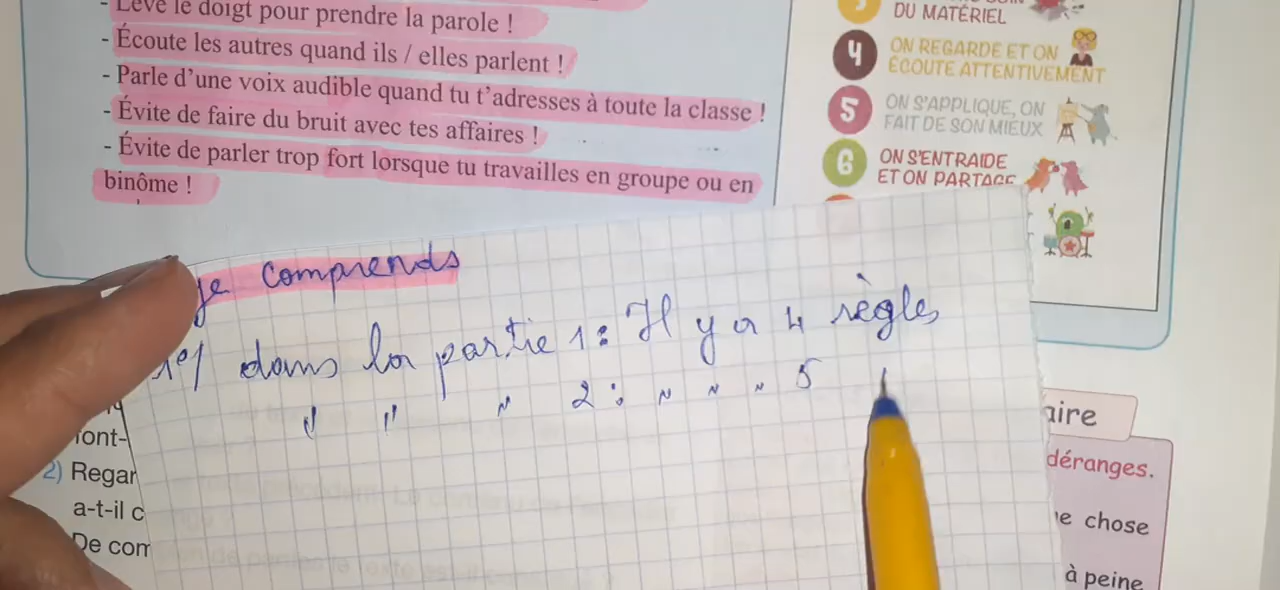 - Lève le doigt pour prendre la parole !
- Écoute les autres quand ils / elles parlent !
- Parle d'une voix audible quand tu t'adresses à toute la classe !
- Évite de faire du bruit avec tes affaires !
- Évite de parler trop fort lorsque tu travailles en groupe ou en
binôme !
DU MATÉRIEL
4 ON REGARDE ET ON
ÉCOUTE ATTENTIVEMENT
5 ON S'APPLIQUE, ON
FAIT DE SON MIEUX
6 ON S'ENTRAIDE
ET ON PARTAGE
je comprends
1°/ dans la partie 1: Il y a 4 règles
" " " 2: " " " 5
font-
2) Regar
a-t-il c
De com
aire
déranges.
e chose
à peine